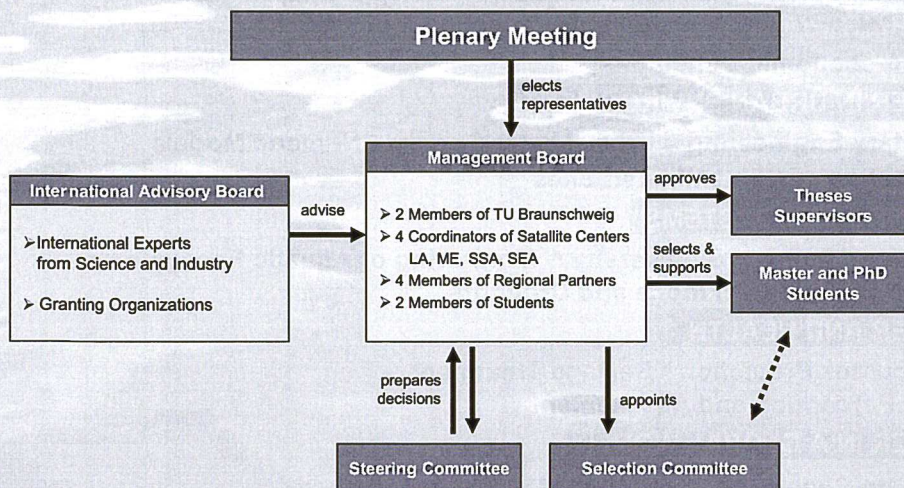 Plenary Meeting
elects
representatives
Management Board
➢ 2 Members of TU Braunschweig
➢ 4 Coordinators of Satallite Centers
LA, ME, SSA, SEA
➢ 4 Members of Regional Partners
➢ 2 Members of Students
International Advisory Board
➢International Experts
from Science and Industry
➢ Granting Organizations
advise
approves
Theses
Supervisors
selects &
supports
Master and PhD
Students
prepares
decisions
appoints
Steering Committee
Selection Committee